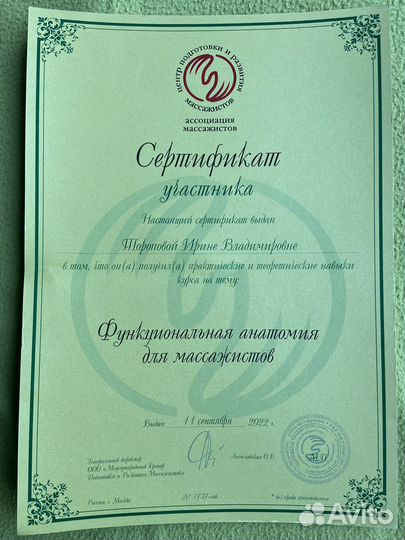 центр подготовки и развития
массажистов
ассоциация
массажистов
Сертификат
участника
Настоящий сертификат выдан
Тороповой Ирине Владимировне
в том, что он(а) получил(а) практические и теоретические навыки
курса на тему:
Функциональная анатомия
для массажистов
Выдан 11 сентября 2022 г.
Генеральный директор
ООО «Международный Центр
Подготовки и Развития Массажистов»
О.В.
Россия, г. Москва
№
Avito